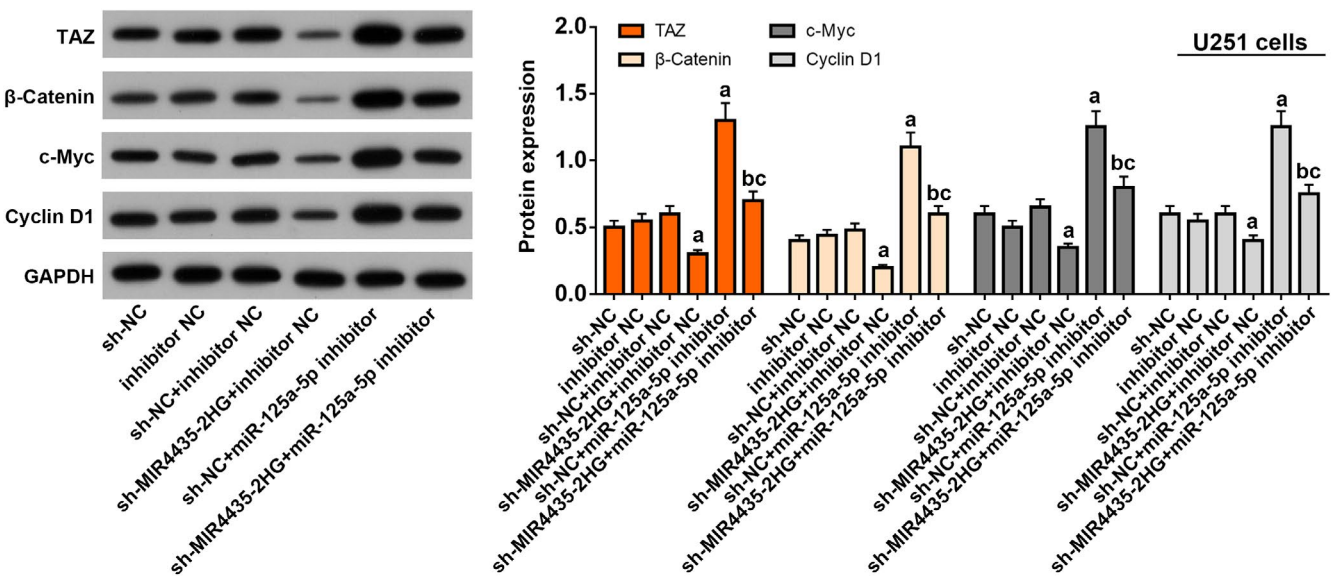 TAZ
β-Catenin
c-Myc
Cyclin D1
GAPDH
sh-NC
inhibitor NC
sh-NC+inhibitor NC
sh-MIR4435-2HG+inhibitor NC
sh-NC+miR-125a-5p inhibitor
sh-MIR4435-2HG+miR-125a-5p inhibitor
Protein expression
2.0
1.5
1.0
0.5
0.0
TAZ
β-Catenin
c-Myc
Cyclin D1
U251 cells
a
a
bc
a
a
bc
a
a
bc
a
a
bc
sh-NC
inhibitor NC
sh-NC+inhibitor NC
sh-MIR4435-2HG+inhibitor NC
sh-NC+miR-125a-5p inhibitor
sh-MIR4435-2HG+miR-125a-5p inhibitor
sh-NC
inhibitor NC
sh-NC+inhibitor NC
sh-MIR4435-2HG+inhibitor NC
sh-NC+miR-125a-5p inhibitor
sh-MIR4435-2HG+miR-125a-5p inhibitor
sh-NC
inhibitor NC
sh-NC+inhibitor NC
sh-MIR4435-2HG+inhibitor NC
sh-NC+miR-125a-5p inhibitor
sh-MIR4435-2HG+miR-125a-5p inhibitor
sh-NC
inhibitor NC
sh-NC+inhibitor NC
sh-MIR4435-2HG+inhibitor NC
sh-NC+miR-125a-5p inhibitor
sh-MIR4435-2HG+miR-125a-5p inhibitor